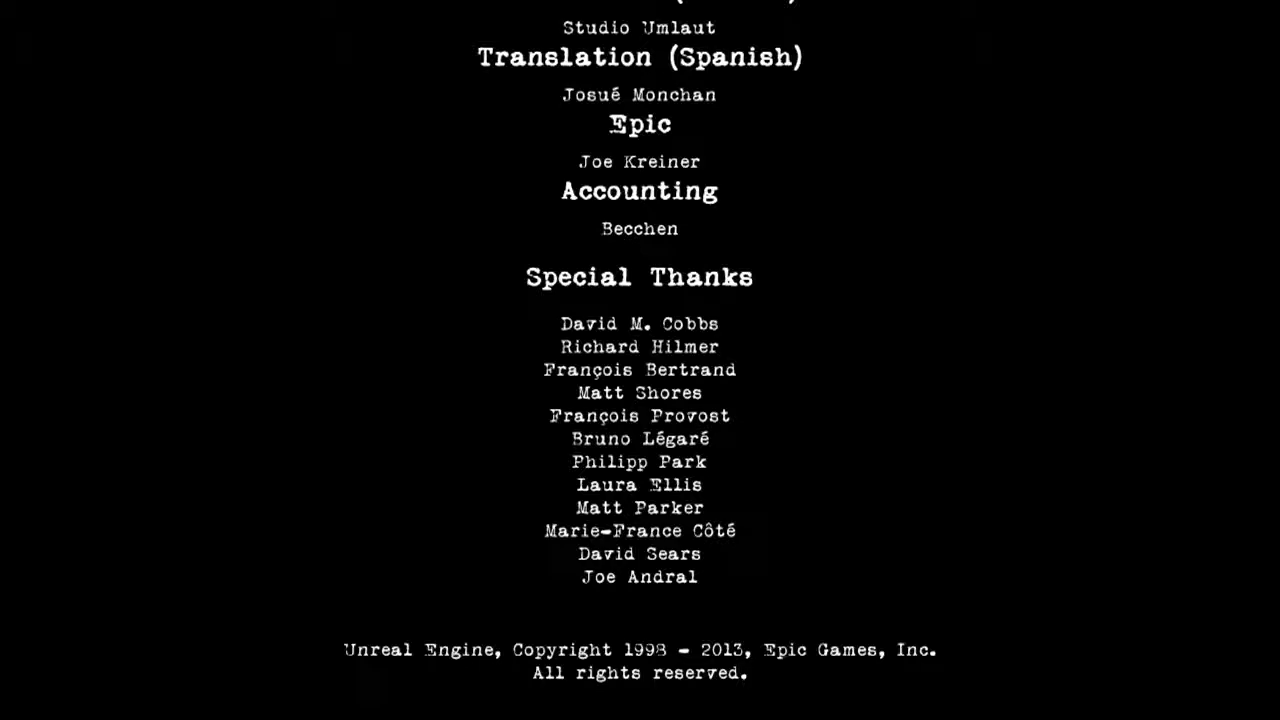 Studio Umlaut
Translation (Spanish)
Josué Monchan
Epic
Joe Kreiner
Accounting
Becchen
Special Thanks
David M. Cobbs
Richard Hilmer
François Bertrand
Matt Shores
François Provost
Bruno Légaré
Philipp Park
Laura Ellis
Matt Parker
Marie-France Côté
David Sears
Joe Andral
Unreal Engine, Copyright 1998 - 2013, Epic Games, Inc.
All rights reserved.